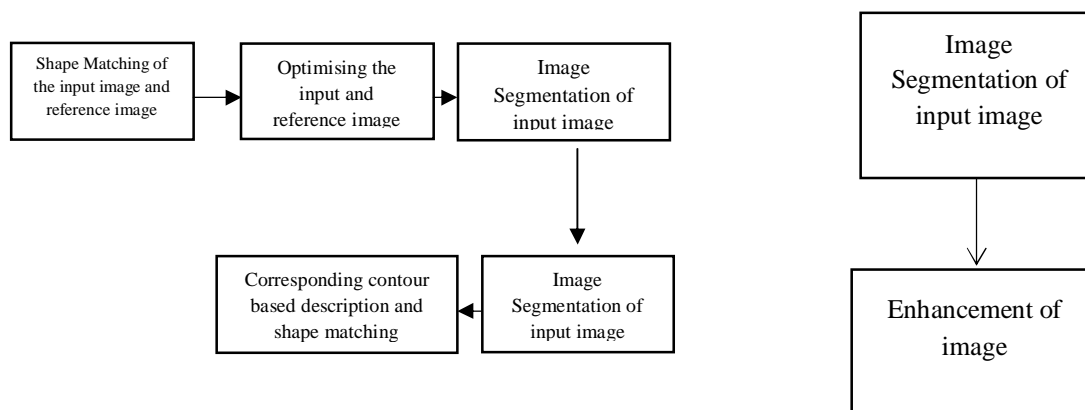 Shape Matching of
the input image and
reference image
Optimising the
input and
reference image
Image
Segmentation of
input image
Image
Segmentation of
input image
Corresponding contour
based description and
shape matching
Image
Segmentation of
input image
Enhancement of
image